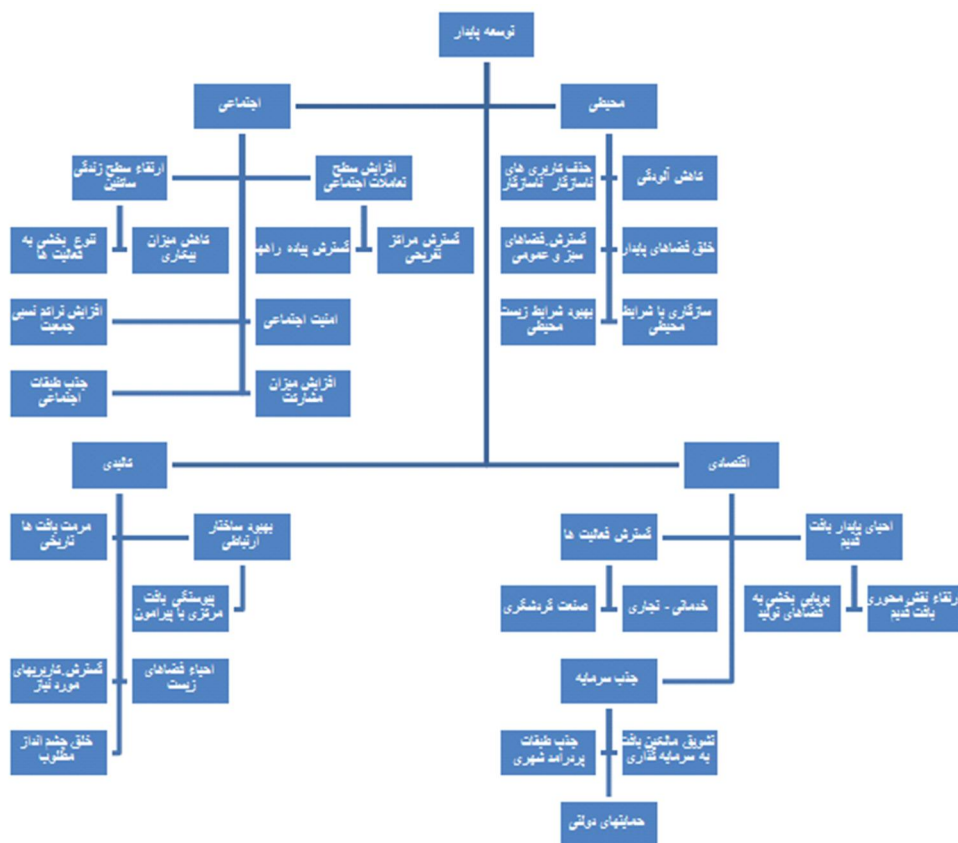 توسعه پایدار
محیطی
اجتماعی
کاهش آلودگی
حذف کاربری های
ناسازگار ناسازگار
خلق فضاهای پایدار
گسترش فضاهای
سبز و عمومی
سازگاری با شرایط
محیطی
بهبود شرایط زیست
محیطی
افزایش سطح
تعاملات اجتماعی
ارتقاء سطح زندگی
ساکنین
گسترش مراکز
تفریحی
گسترش پیاده راهها
کاهش میزان
بیکاری
تنوع بخشی به
فعالیت ها
امنیت اجتماعی
افزایش تراکم نسبی
جمعیت
افزایش میزان
مشارکت
جذب طبقات
اجتماعی
اقتصادی
کالبدی
احیای پایدار بافت
قدیم
گسترش فعالیت ها
ارتقاء نقش محوری
بافت قدیم
پویایی بخشی به
فضاهای تولید
خدماتی - تجاری
صنعت گردشگری
جذب سرمایه
تشویق مالکین بافت
به سرمایه گذاری
جذب طبقات
پردرآمد شهری
حمایتهای دولتی
بهبود ساختار
ارتباطی
مرمت بافت ها
تاریخی
پیوستگی بافت
مرکزی با پیرامون
احیاء فضاهای
زیست
گسترش کاربریهای
مورد نیاز
خلق چشم انداز
مطلوب